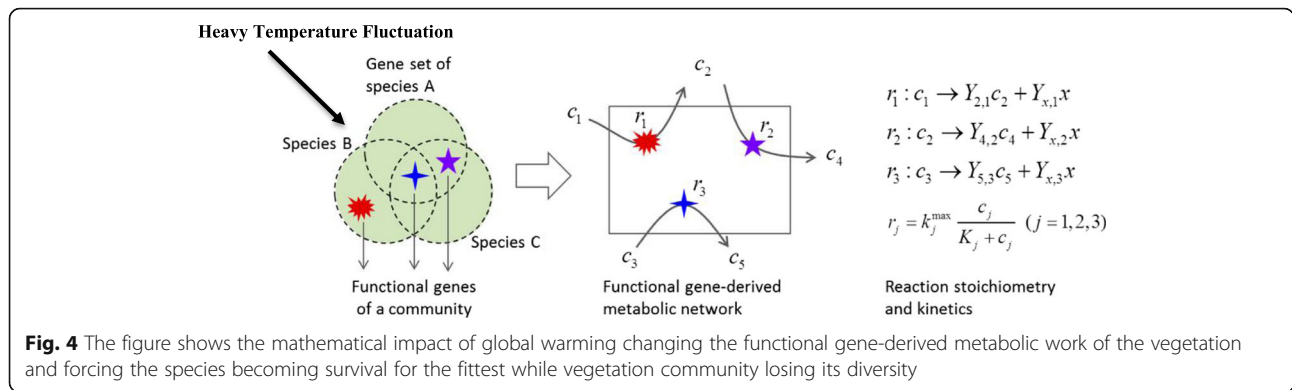 Heavy Temperature Fluctuation
Gene set of
species A
Species B
Species C
Functional genes
of a community
c₁
r₁
c₂
r₂
c₄
r₃
c₃
c₅
Functional gene-derived
metabolic network
r₁ : c₁ → Y₂,₁c₂ + Yₓ,₁x
r₂ : c₂ → Y₄,₂c₄ + Yₓ,₂x
r₃ : c₃ → Y₅,₃c₅ + Yₓ,₃x
rⱼ = kⱼᵐᵃˣ cⱼ / (Kⱼ + cⱼ) (j = 1,2,3)
Reaction stoichiometry
and kinetics
Fig. 4 The figure shows the mathematical impact of global warming changing the functional gene-derived metabolic work of the vegetation
and forcing the species becoming survival for the fittest while vegetation community losing its diversity